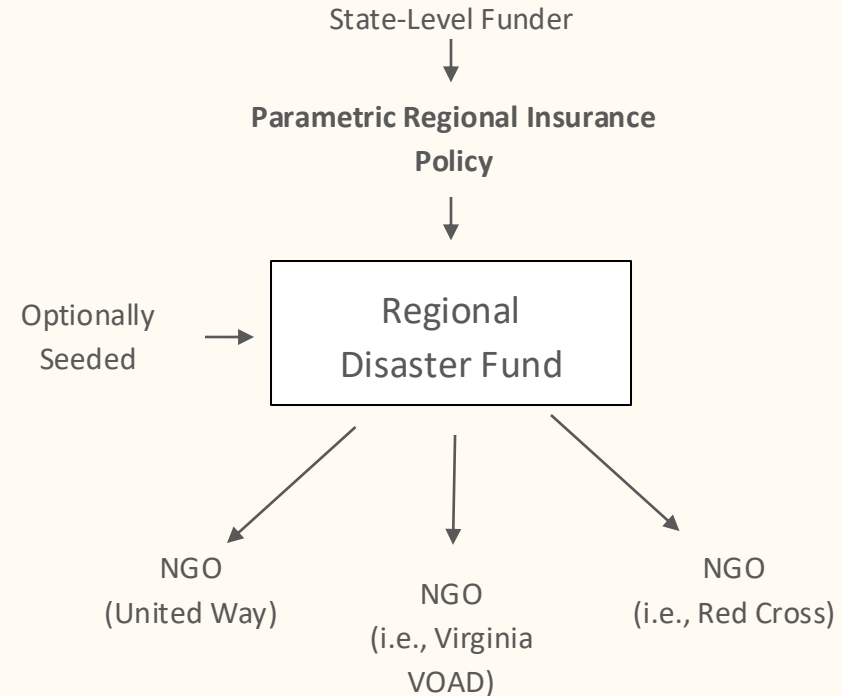 State-Level Funder
Parametric Regional Insurance
Policy
Regional
Disaster Fund
Optionally
Seeded
NGO
(United Way)
NGO
(i.e., Virginia
VOAD)
NGO
(i.e., Red Cross)